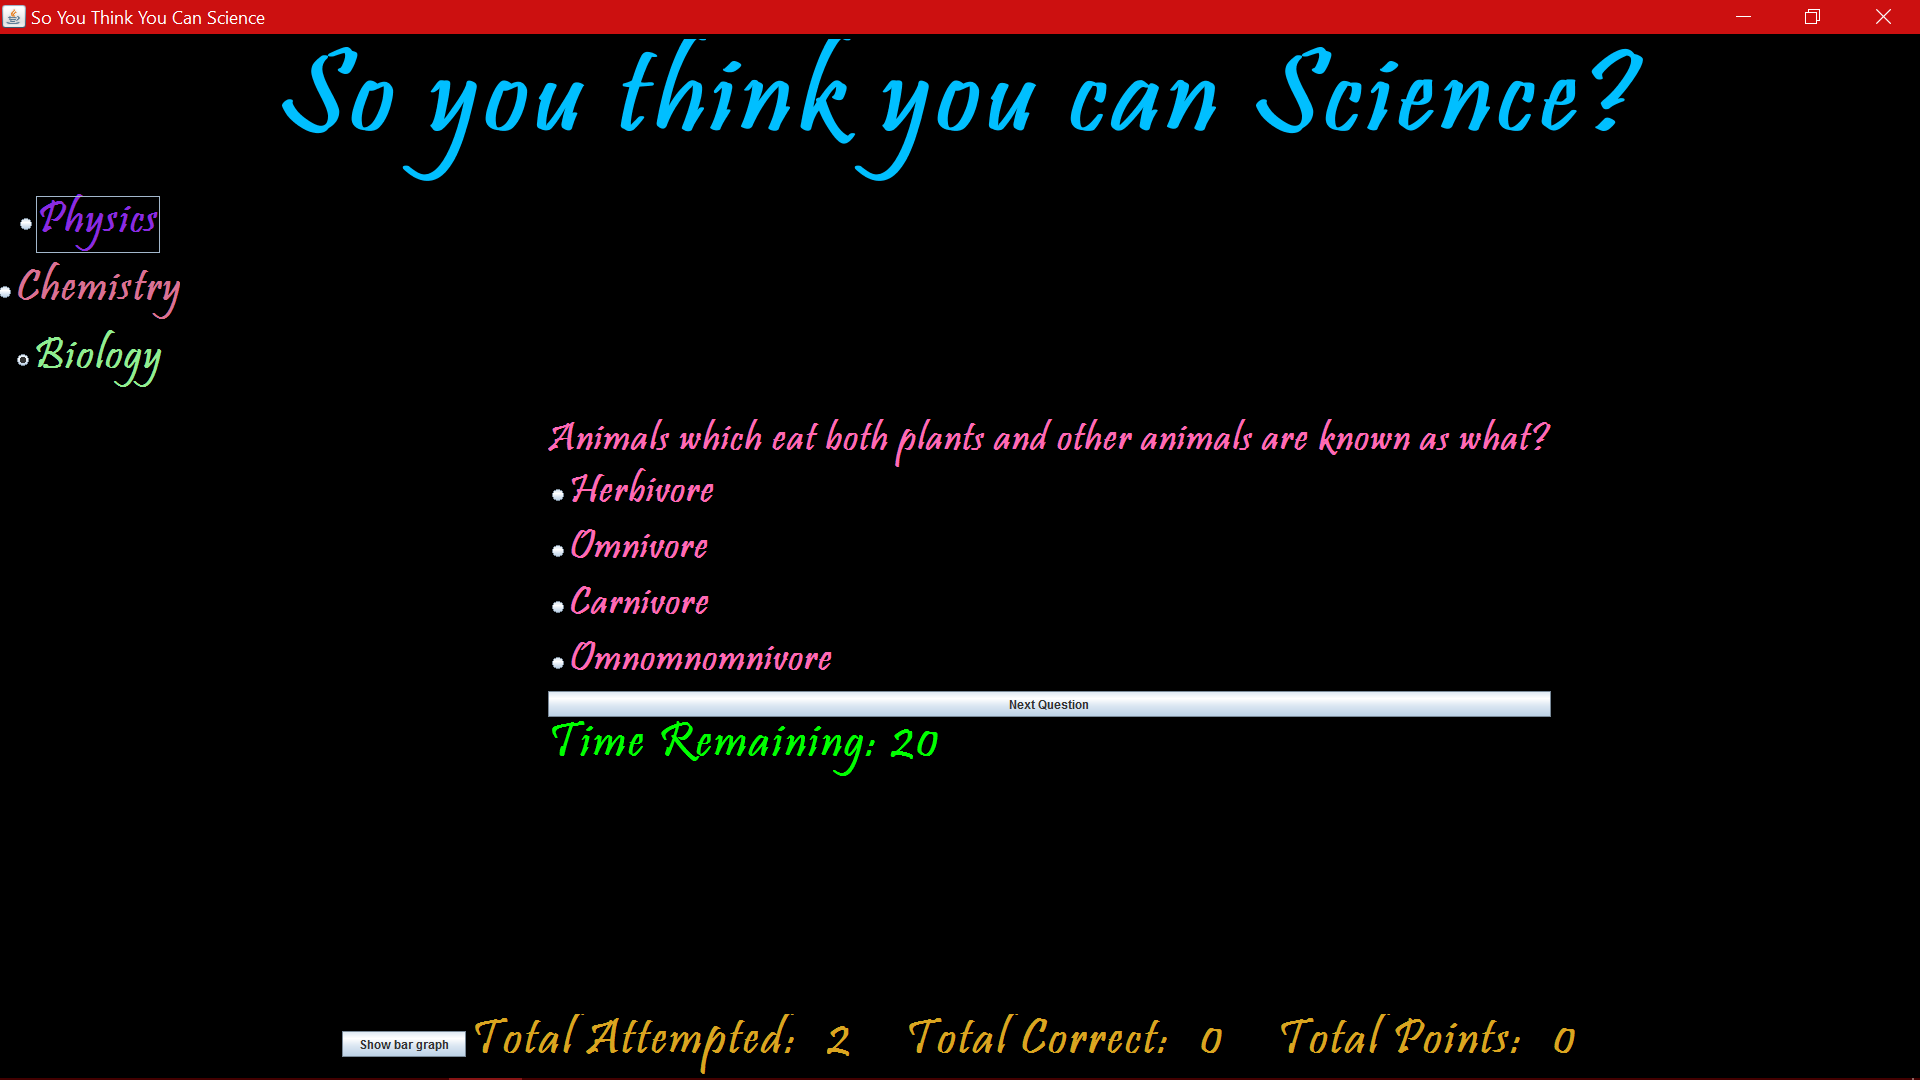 So You Think You Can Science
So you think you can Science?
Physics
Chemistry
Biology
Animals which eat both plants and other animals are known as what?
Herbivore
Omnivore
Carnivore
Omnomnomnivore
Next Question
Time Remaining: 20
Show bar graph Total Attempted: 2 Total Correct: 0 Total Points: 0